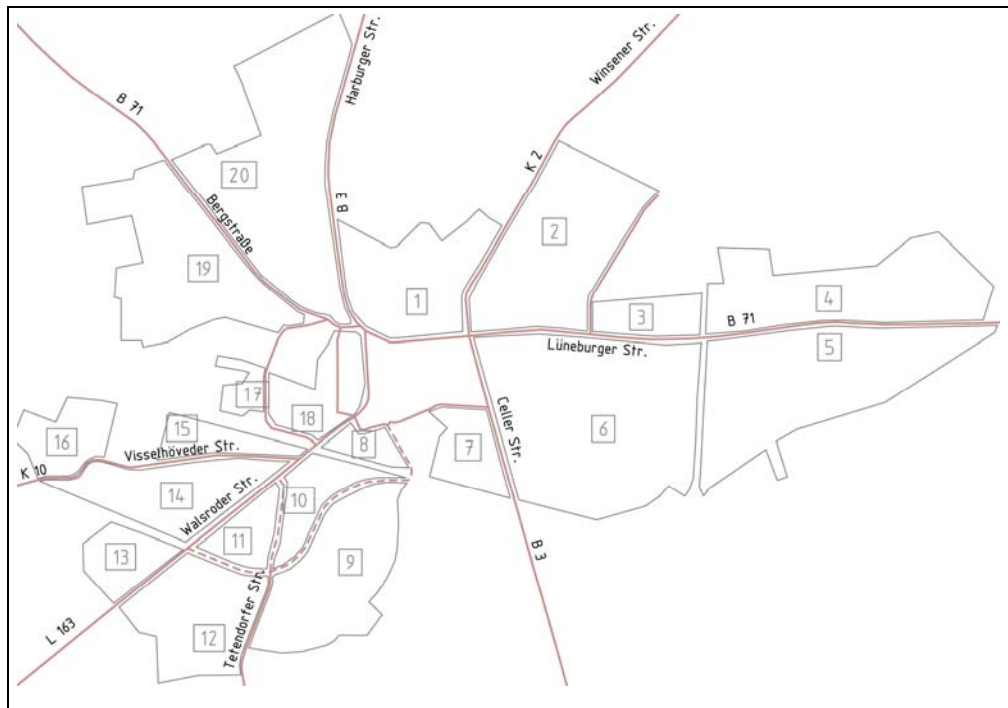 Harburger Str.
Winsener Str.
B 71
K 2
20
Bergstraße
B 3
2
19
1
3
4
B 71
Lüneburger Str.
5
17
18
Celler Str.
6
15
16
8
7
Visselhöveder Str.
K 10
14
Walsroder Str.
10
11
13
9
B 3
Tetendorfer Str.
12
L 163